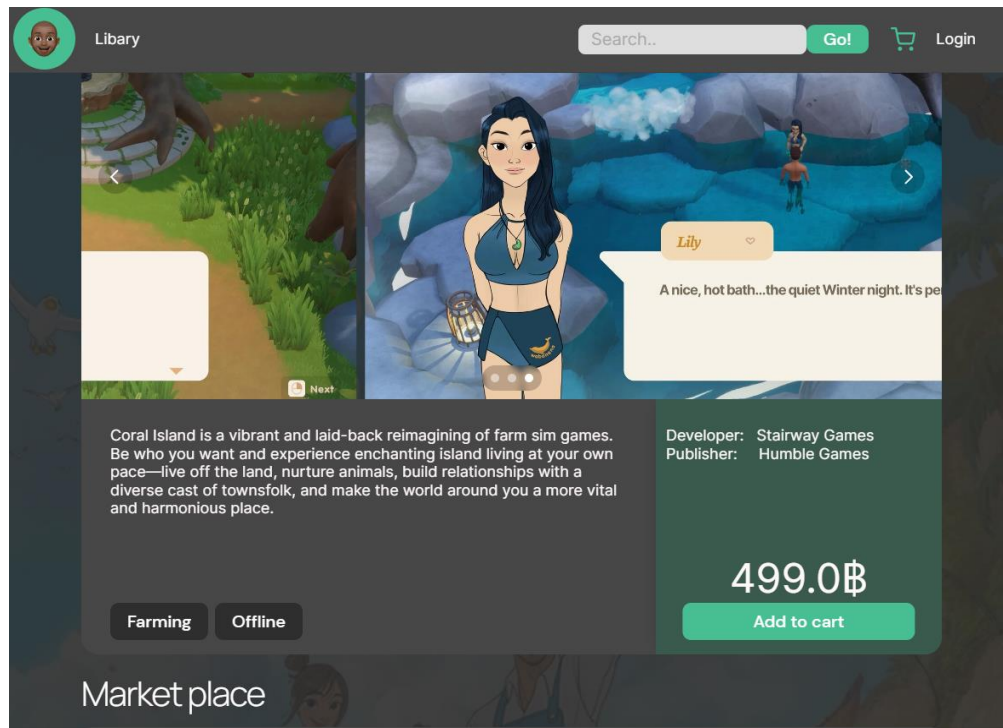 Libary
Search..
Go!
Login
Lily
A nice, hot bath...the quiet Winter night. It's pe
Next
Coral Island is a vibrant and laid-back reimagining of farm sim games.
Be who you want and experience enchanting island living at your own
pace—live off the land, nurture animals, build relationships with a
diverse cast of townsfolk, and make the world around you a more vital
and harmonious place.
Developer: Stairway Games
Publisher: Humble Games
499.0฿
Farming
Offline
Add to cart
Market place